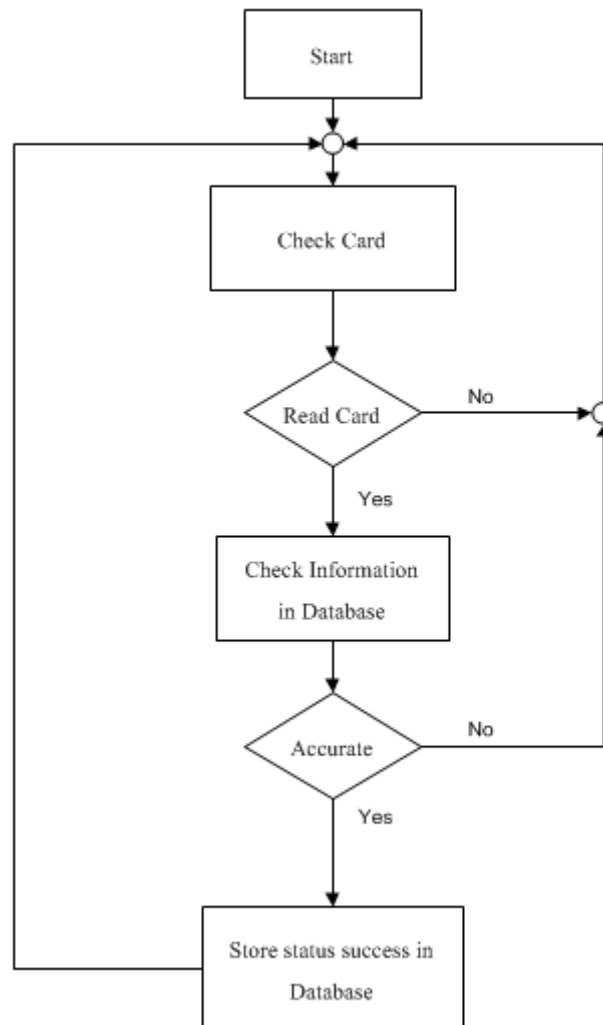 Start
Check Card
Read Card
No
Yes
Check Information
in Database
Accurate
No
Yes
Store status success in
Database